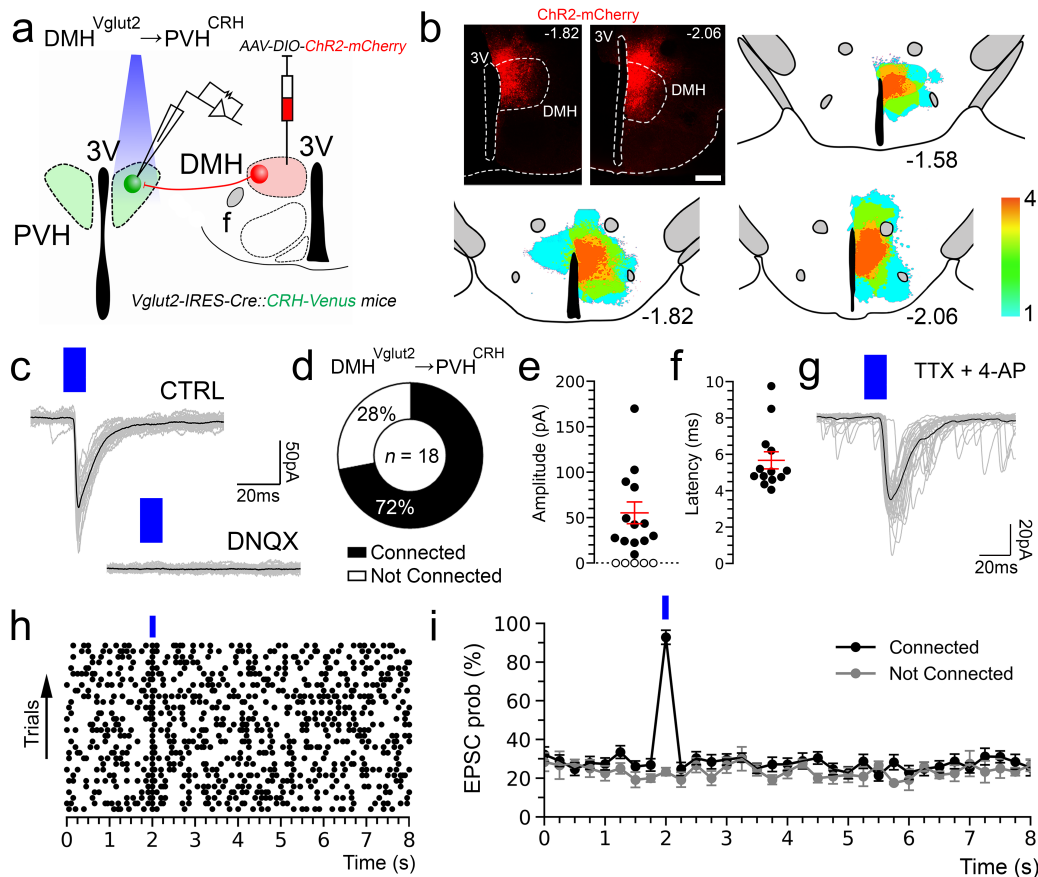 a
DMH^Vglut2→PVH^CRH
AAV-DIO-ChR2-mCherry
3V
DMH
3V
PVH
f
Vglut2-IRES-Cre::CRH-Venus mice
b
ChR2-mCherry
-1.82
3V
DMH
-2.06
3V
DMH
-1.58
-1.82
-2.06
4
1
c
CTRL
50pA
20ms
DNQX
d
DMH^Vglut2→PVH^CRH
28%
n = 18
72%
Connected
Not Connected
e
Amplitude (pA)
200
150
100
50
0
f
Latency (ms)
10
8
6
4
2
0
g
TTX + 4-AP
20pA
20ms
h
Trials
0 1 2 3 4 5 6 7 8
Time (s)
i
EPSC prob (%)
100
80
60
40
20
0
Connected
Not Connected
0 1 2 3 4 5 6 7 8
Time (s)